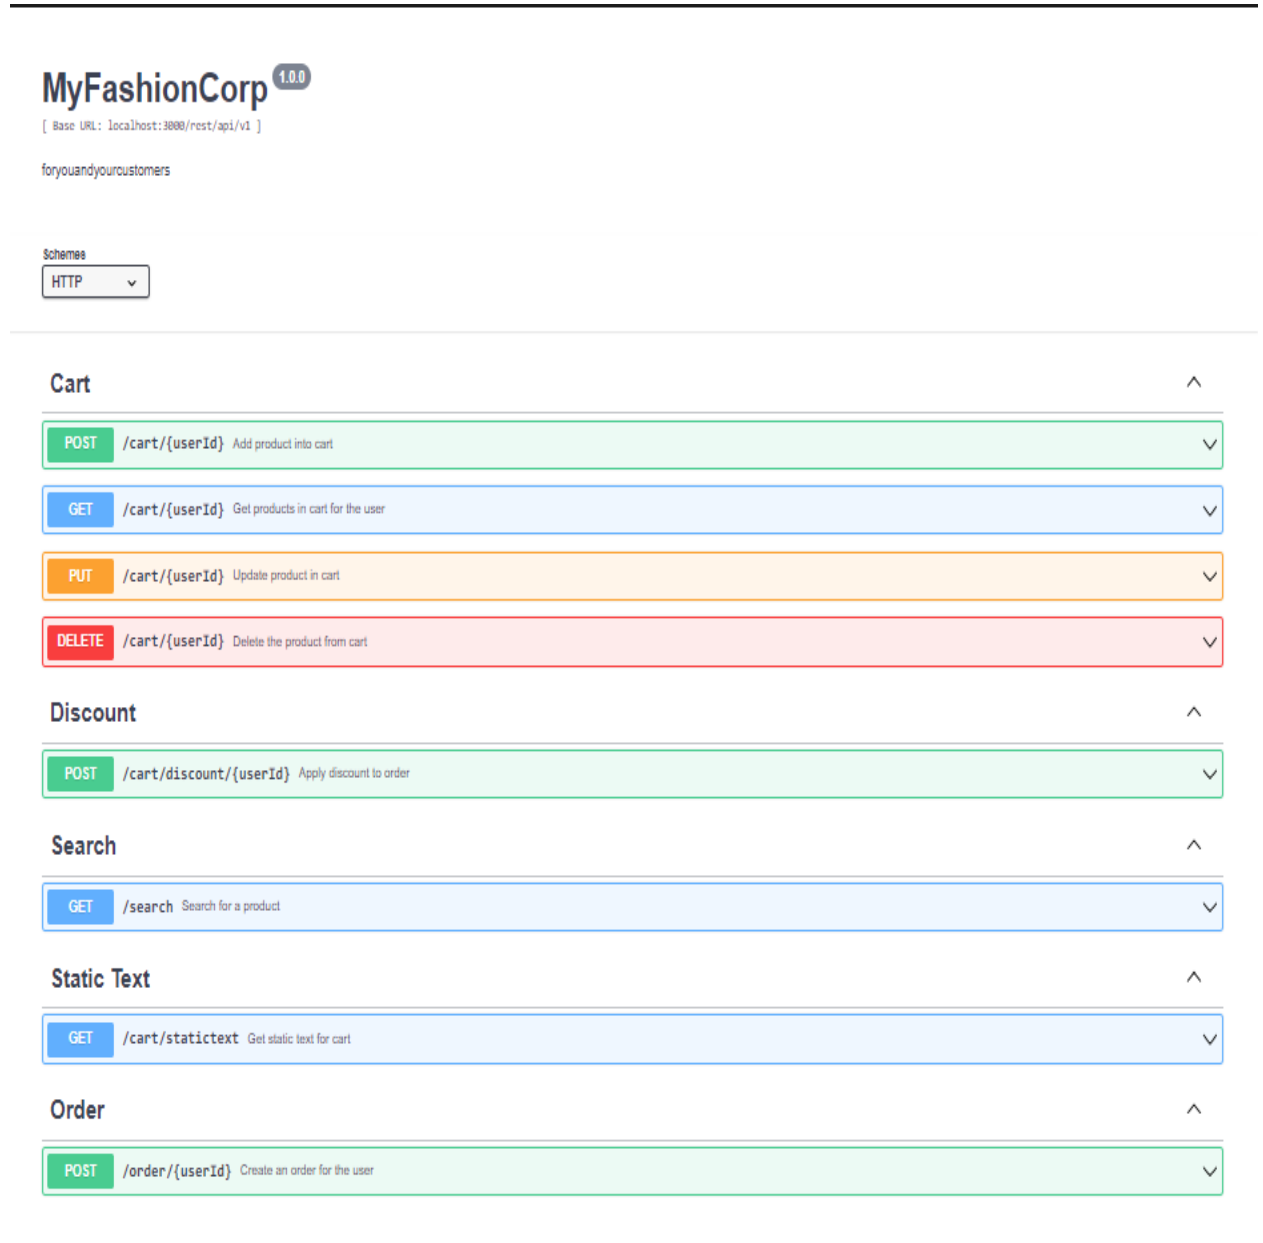 MyFashionCorp 1.0.0
[ Base URL: localhost:3000/rest/api/v1 ]
foryouandyourcustomers
Schemes
HTTP
Cart
POST /cart/{userId} Add product into cart
GET /cart/{userId} Get products in cart for the user
PUT /cart/{userId} Update product in cart
DELETE /cart/{userId} Delete the product from cart
Discount
POST /cart/discount/{userId} Apply discount to order
Search
GET /search Search for a product
Static Text
GET /cart/statictext Get static text for cart
Order
POST /order/{userId} Create an order for the user